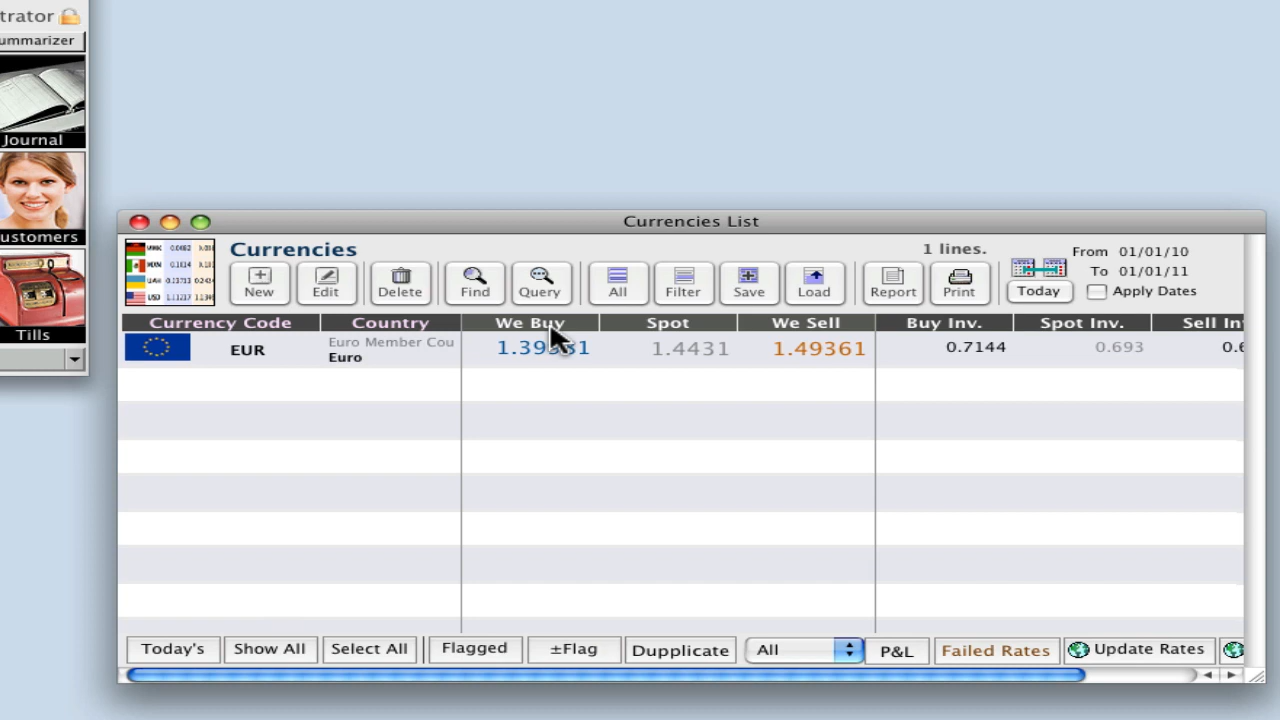 trator
ummarizer
Journal
ustomers
Tills
Currencies List
Currencies
1 lines.
From 01/01/10
To 01/01/11
New
Edit
Delete
Find
Query
All
Filter
Save
Load
Report
Print
Today
Apply Dates
Currency Code
Country
We Buy
Spot
We Sell
Buy Inv.
Spot Inv.
Sell In
EUR
Euro Member Cou
Euro
1.4431
1.49361
0.7144
0.693
Today's
Show All
Select All
Flagged
±Flag
Dupplicate
All
P&L
Failed Rates
Update Rates